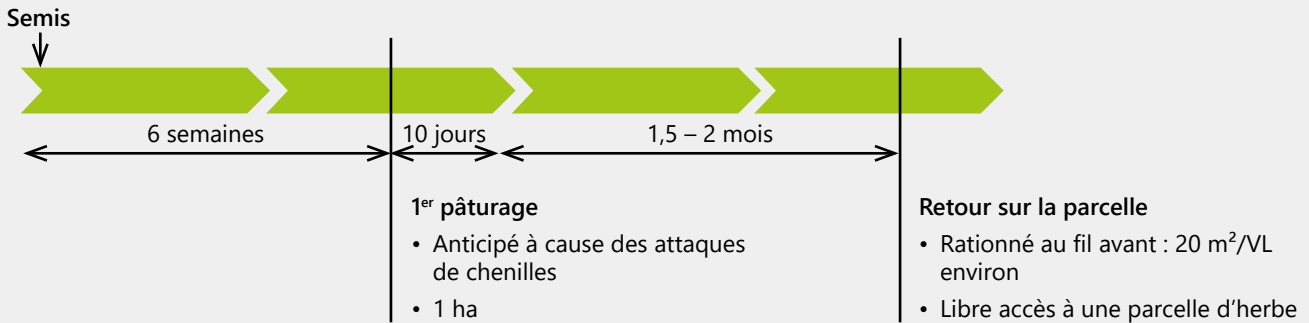 Semis
6 semaines
10 jours
1,5 – 2 mois
1er pâturage
• Anticipé à cause des attaques
de chenilles
• 1 ha
Retour sur la parcelle
• Rationné au fil avant : 20 m²/VL
environ
• Libre accès à une parcelle d’herbe